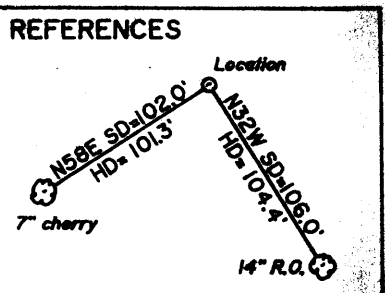 REFERENCES
Location
N58E SD=102.0'
HD= 101.3'
N32W SD=106.0'
HD= 104.4'
7" cherry
14" R.O.